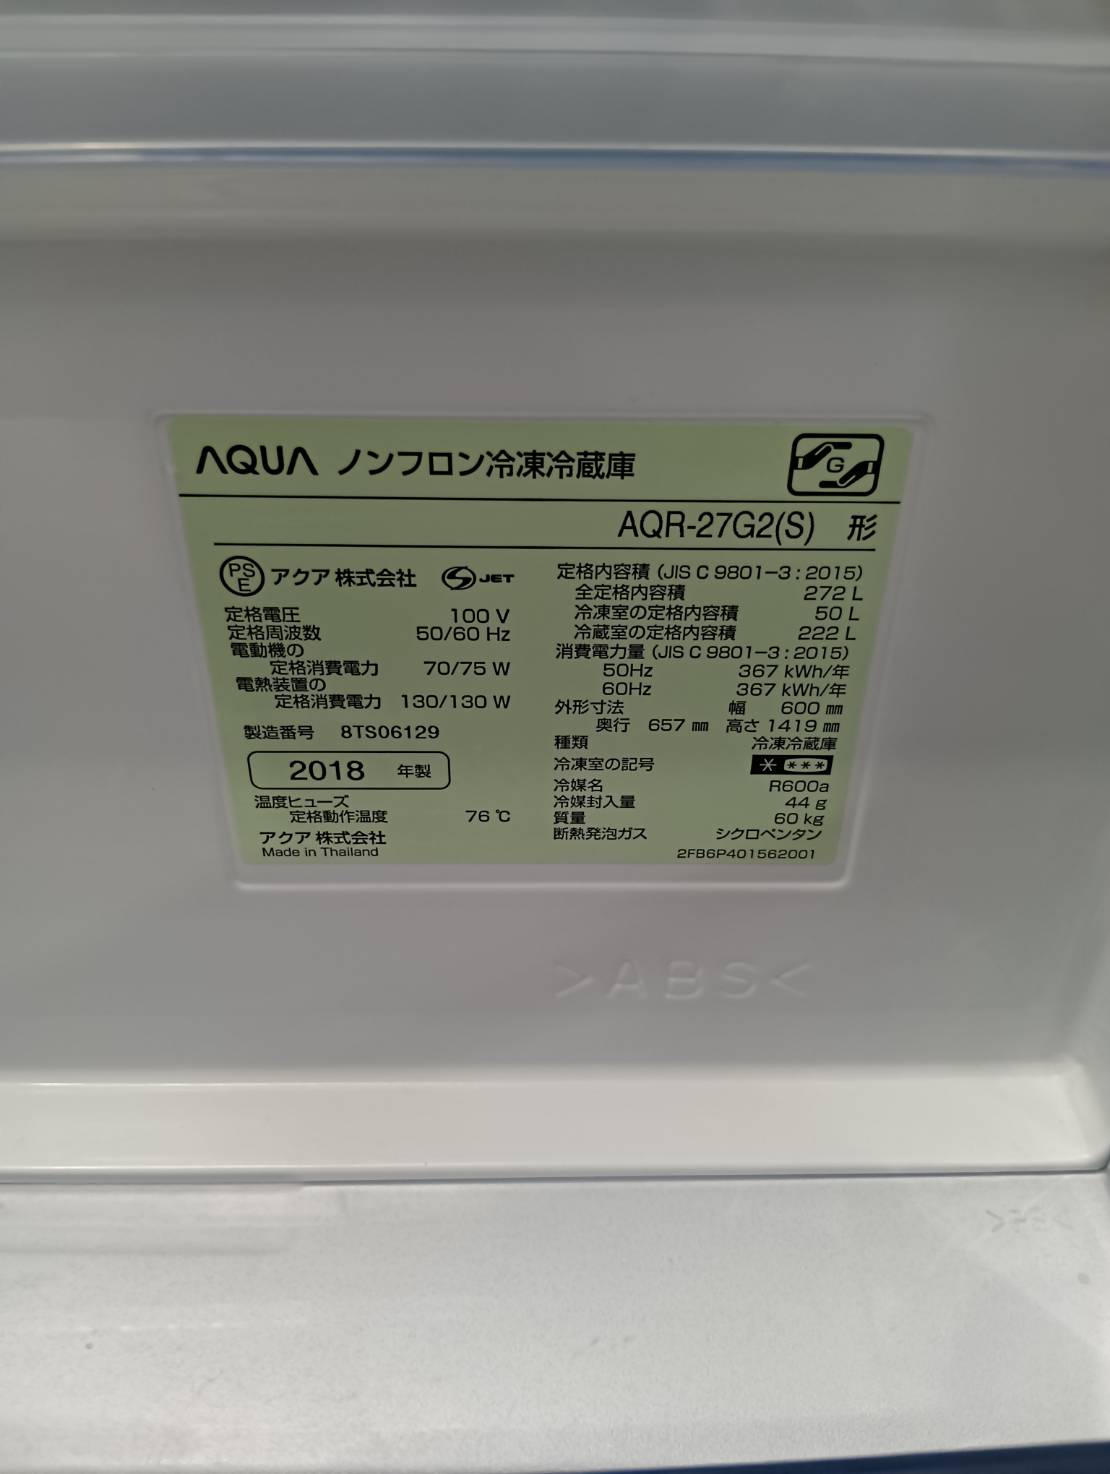 AQUA ノンフロン冷凍冷蔵庫
G
AQR-27G2(S) 形
PS E アクア 株式会社 S JET
定格電圧 100 V
定格周波数 50/60 Hz
電動機の
定格消費電力 70/75 W
電熱装置の
定格消費電力 130/130 W
製造番号 8TS06129
2018 年製
温度ヒューズ
定格動作温度 76 ℃
アクア 株式会社
Made in Thailand
定格内容積 (JIS C 9801-3 : 2015)
全定格内容積 272 L
冷凍室の定格内容積 50 L
冷蔵室の定格内容積 222 L
消費電力量 (JIS C 9801-3 : 2015)
50Hz 367 kWh/年
60Hz 367 kWh/年
外形寸法 幅 600 ㎜
奥行 657 ㎜ 高さ 1419 ㎜
種類 冷凍冷蔵庫
冷凍室の記号 * ***
冷媒名 R600a
冷媒封入量 44 g
質量 60 kg
断熱発泡ガス シクロペンタン
2FB6P401562001
>ABS<